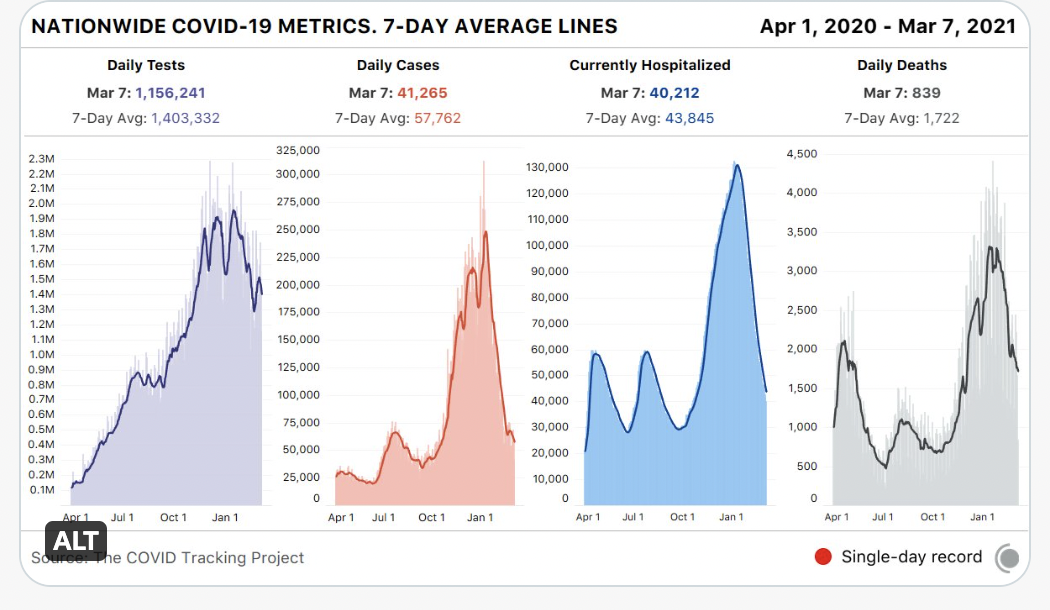 NATIONWIDE COVID-19 METRICS. 7-DAY AVERAGE LINES
Apr 1, 2020 - Mar 7, 2021
Daily Tests
Mar 7: 1,156,241
7-Day Avg: 1,403,332
Daily Cases
Mar 7: 41,265
7-Day Avg: 57,762
Currently Hospitalized
Mar 7: 40,212
7-Day Avg: 43,845
Daily Deaths
Mar 7: 839
7-Day Avg: 1,722
2.3M
2.2M
2.1M
2.0M
1.9M
1.8M
1.7M
1.6M
1.5M
1.4M
1.3M
1.2M
1.1M
1.0M
0.9M
0.8M
0.7M
0.6M
0.5M
0.4M
0.3M
0.2M
0.1M
Apr 1 Jul 1 Oct 1 Jan 1
325,000
300,000
275,000
250,000
225,000
200,000
175,000
150,000
125,000
100,000
75,000
50,000
25,000
0
Apr 1 Jul 1 Oct 1 Jan 1
130,000
120,000
110,000
100,000
90,000
80,000
70,000
60,000
50,000
40,000
30,000
20,000
10,000
0
Apr 1 Jul 1 Oct 1 Jan 1
4,500
4,000
3,500
3,000
2,500
2,000
1,500
1,000
500
0
Apr 1 Jul 1 Oct 1 Jan 1
ALT
Source: The COVID Tracking Project
Single-day record